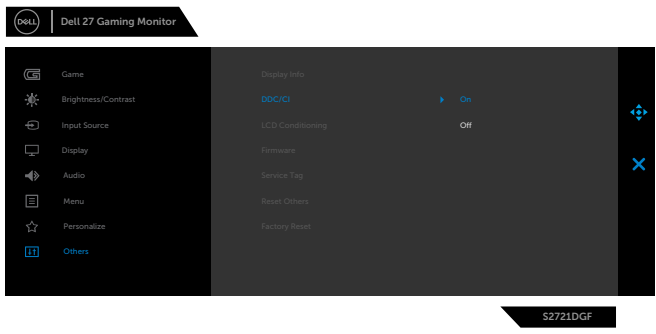 DELL
Dell 27 Gaming Monitor
Game
Display Info
Brightness/Contrast
DDC/CI
On
Input Source
LCD Conditioning
Off
Display
Firmware
Audio
Service Tag
Menu
Reset Others
Personalize
Factory Reset
Others
S2721DGF